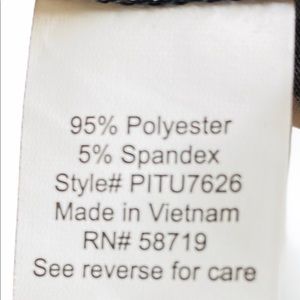 95% Polyester
5% Spandex
Style# PITU7626
Made in Vietnam
RN# 58719
See reverse for care